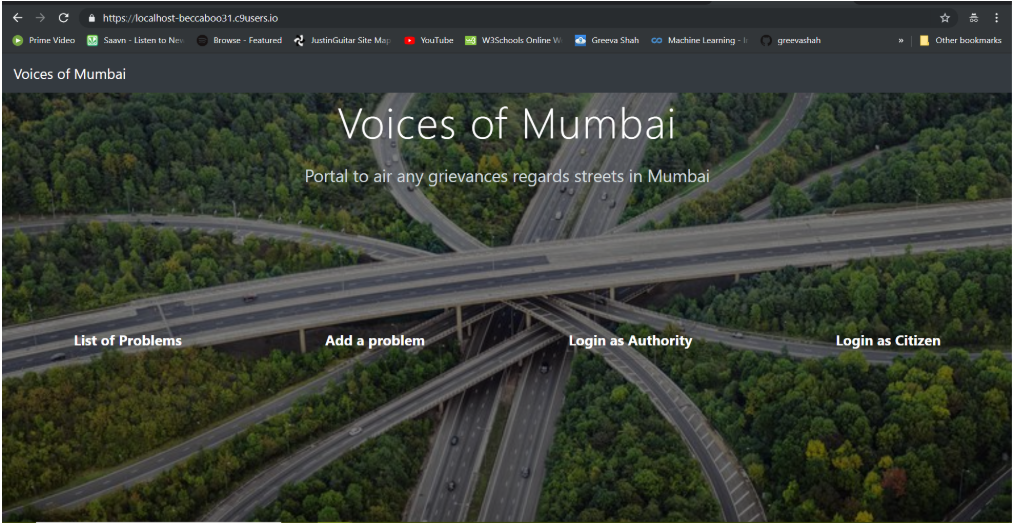 https://localhost-beccaboo31.c9users.io
Prime Video Saavn - Listen to Nev Browse - Featured JustinGuitar Site Map YouTube W3Schools Online W Greeva Shah Machine Learning - greevashah » Other bookmarks
Voices of Mumbai
Voices of Mumbai
Portal to air any grievances regards streets in Mumbai
List of Problems Add a problem Login as Authority Login as Citizen